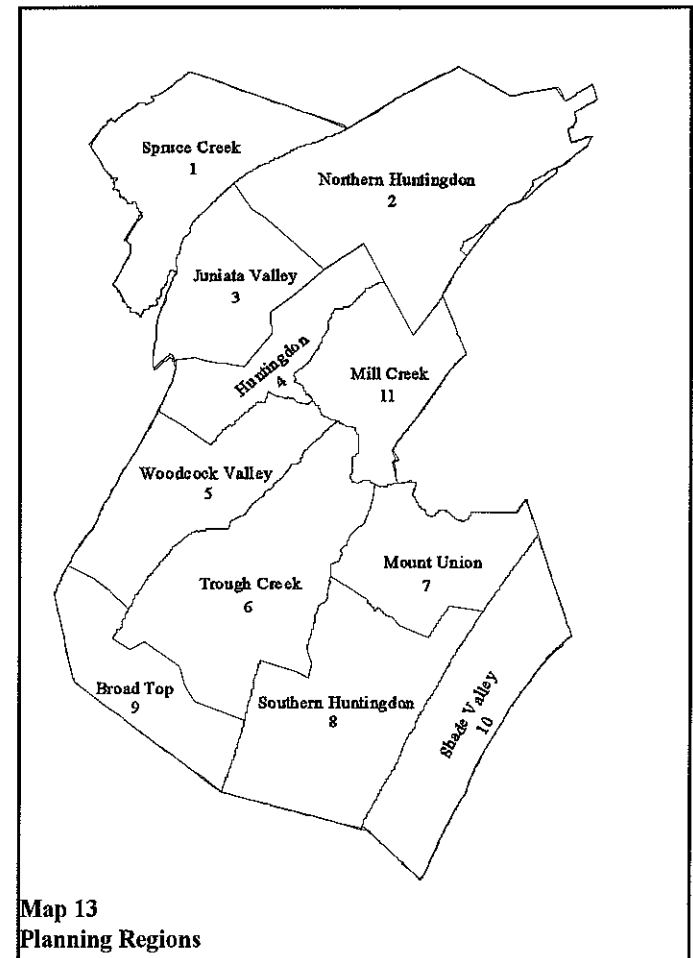 Spruce Creek
1
Northern Huntingdon
2
Juniata Valley
3
Huntingdon
4
Mill Creek
11
Woodcock Valley
5
Trough Creek
6
Mount Union
7
Broad Top
9
Southern Huntingdon
8
Shade Valley
10
Map 13
Planning Regions